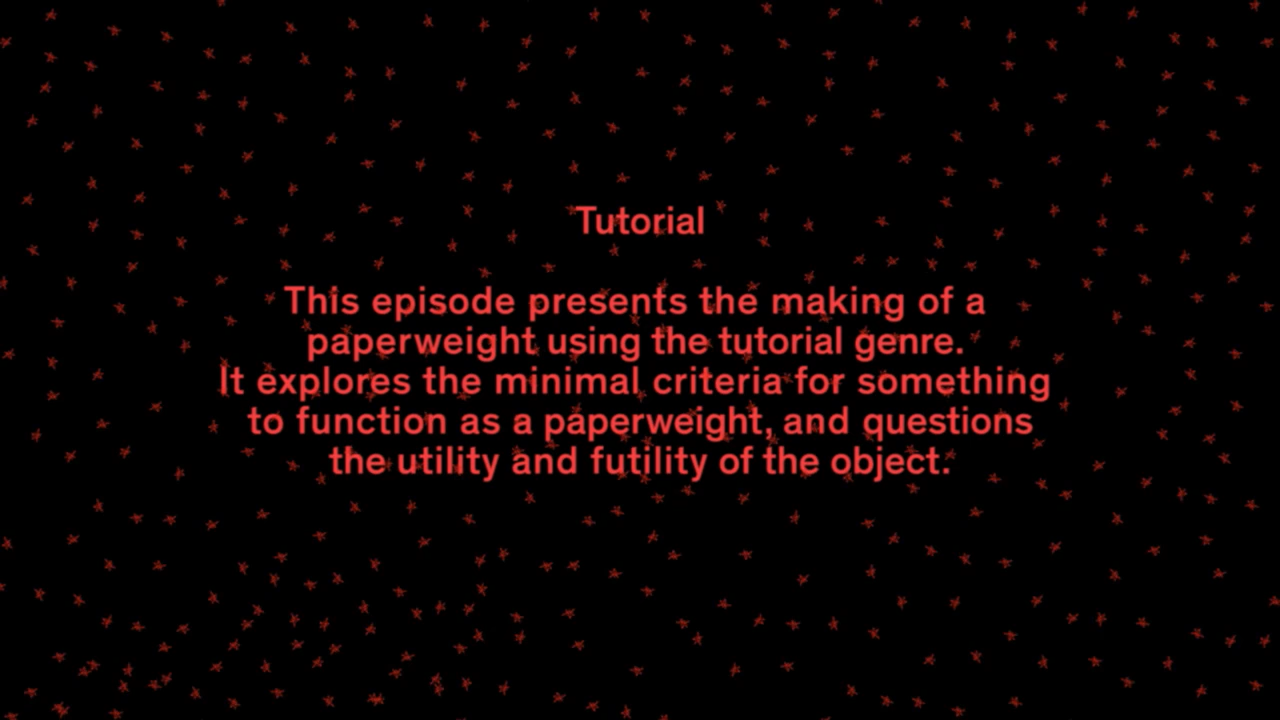 Tutorial
This episode presents the making of a
paperweight using the tutorial genre.
It explores the minimal criteria for something
to function as a paperweight, and questions
the utility and futility of the object.